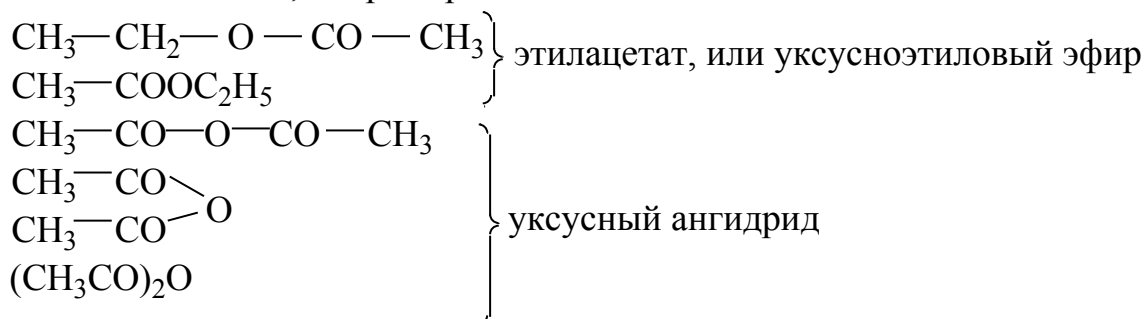 CH₃—CH₂—O—CO—CH₃
CH₃—COOC₂H₅
этилацетат, или уксусноэтиловый эфир
CH₃—CO—O—CO—CH₃
CH₃—CO
CH₃—CO
O
(CH₃CO)₂O
уксусный ангидрид